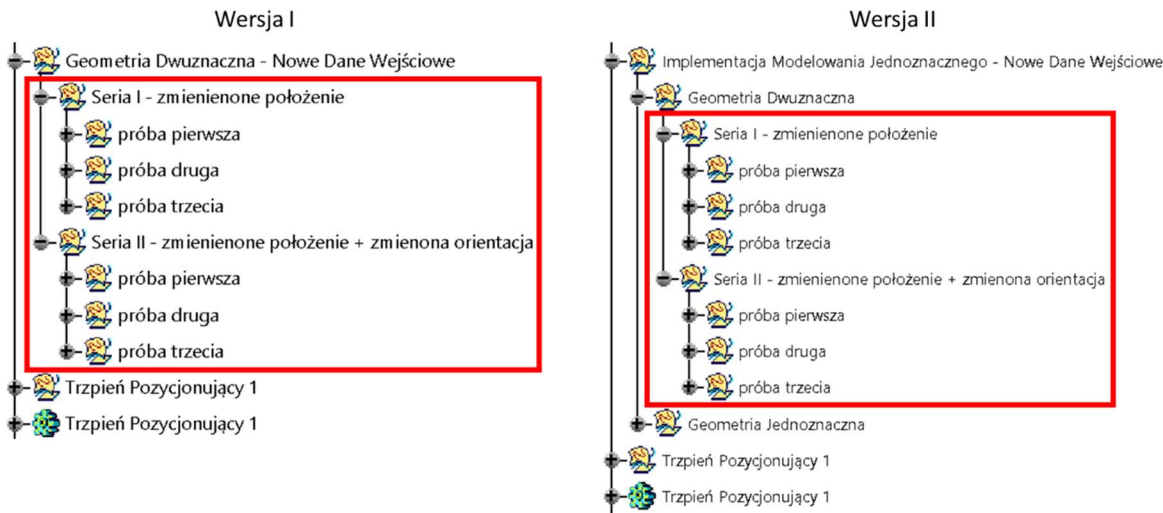 Wersja I
Geometria Dwuznaczna - Nowe Dane Wejściowe
Seria I - zmienienone położenie
próba pierwsza
próba druga
próba trzecia
Seria II - zmienienone położenie + zmienona orientacja
próba pierwsza
próba druga
próba trzecia
Trzpień Pozycjonujący 1
Trzpień Pozycjonujący 1
Wersja II
Implementacja Modelowania Jednoznacznego - Nowe Dane Wejściowe
Geometria Dwuznaczna
Seria I - zmienienone położenie
próba pierwsza
próba druga
próba trzecia
Seria II - zmienienone położenie + zmienona orientacja
próba pierwsza
próba druga
próba trzecia
Geometria Jednoznaczna
Trzpień Pozycjonujący 1
Trzpień Pozycjonujący 1